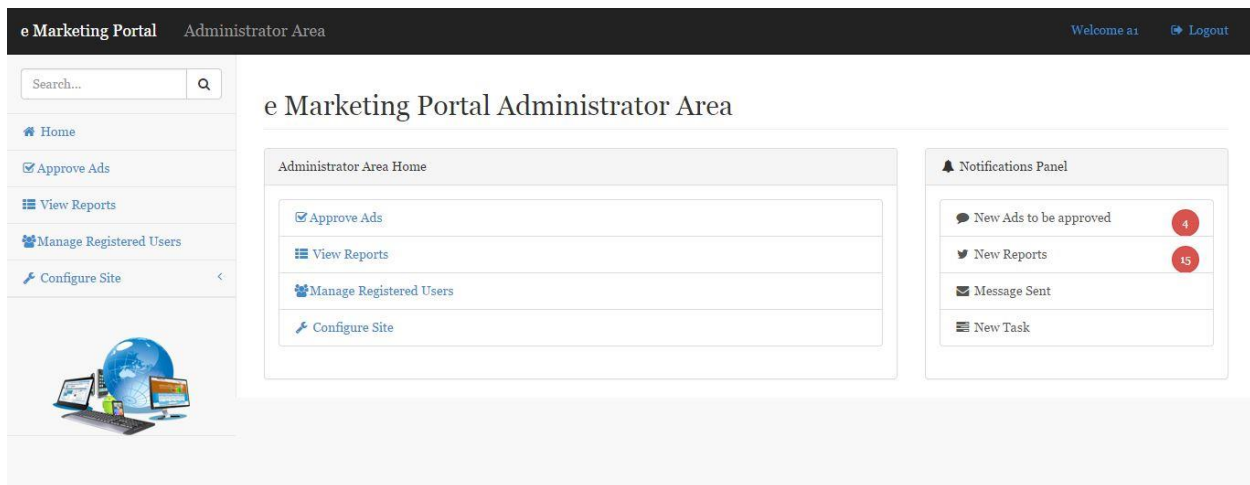 e Marketing Portal Administrator Area Welcome a1 Logout
Search...
Home
Approve Ads
View Reports
Manage Registered Users
Configure Site
e Marketing Portal Administrator Area
Administrator Area Home
Approve Ads
View Reports
Manage Registered Users
Configure Site
Notifications Panel
New Ads to be approved 4
New Reports 15
Message Sent
New Task